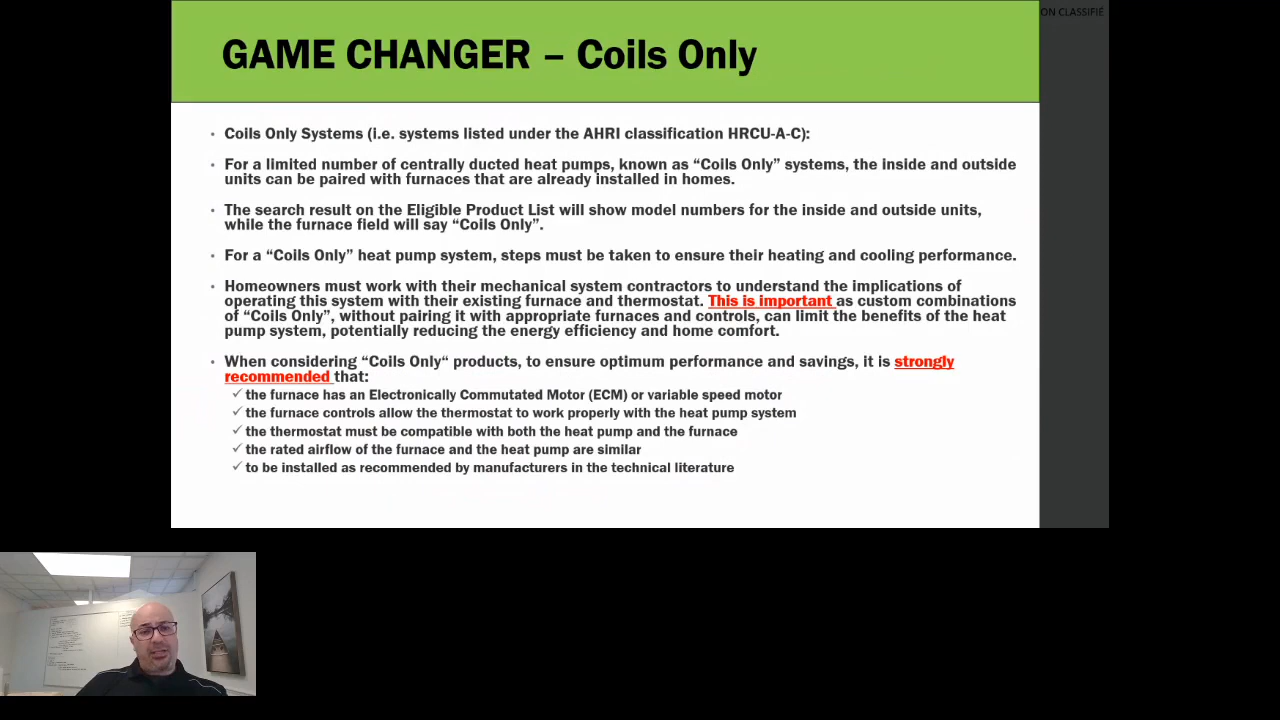 ON CLASSIFIÉ
GAME CHANGER – Coils Only
• Coils Only Systems (i.e. systems listed under the AHRI classification HRCU-A-C):
• For a limited number of centrally ducted heat pumps, known as “Coils Only” systems, the inside and outside
units can be paired with furnaces that are already installed in homes.
• The search result on the Eligible Product List will show model numbers for the inside and outside units,
while the furnace field will say “Coils Only”.
• For a “Coils Only” heat pump system, steps must be taken to ensure their heating and cooling performance.
• Homeowners must work with their mechanical system contractors to understand the implications of
operating this system with their existing furnace and thermostat. This is important as custom combinations
of “Coils Only”, without pairing it with appropriate furnaces and controls, can limit the benefits of the heat
pump system, potentially reducing the energy efficiency and home comfort.
• When considering “Coils Only“ products, to ensure optimum performance and savings, it is strongly
recommended that:
✓ the furnace has an Electronically Commutated Motor (ECM) or variable speed motor
✓ the furnace controls allow the thermostat to work properly with the heat pump system
✓ the thermostat must be compatible with both the heat pump and the furnace
✓ the rated airflow of the furnace and the heat pump are similar
✓ to be installed as recommended by manufacturers in the technical literature